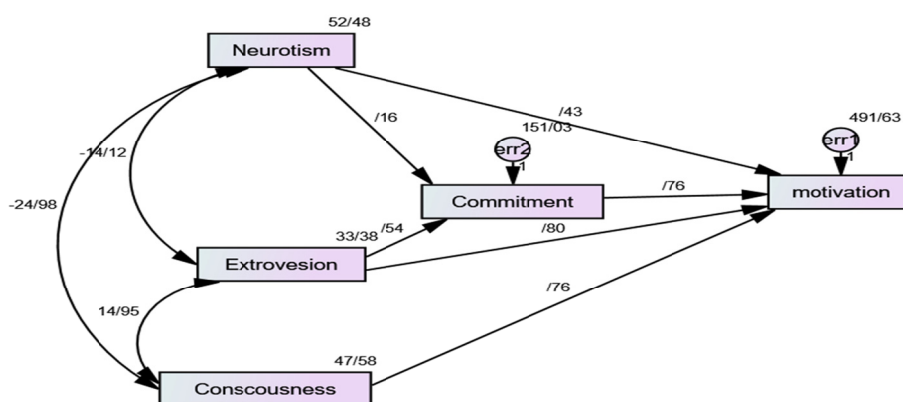 52/48
Neurotism
/43
/16
491/63
151/03
err1
1
-14/12
err2
1
/76
motivation
-24/98
Commitment
33/38
/54
/80
Extrovesion
/76
14/95
47/58
Conscousness